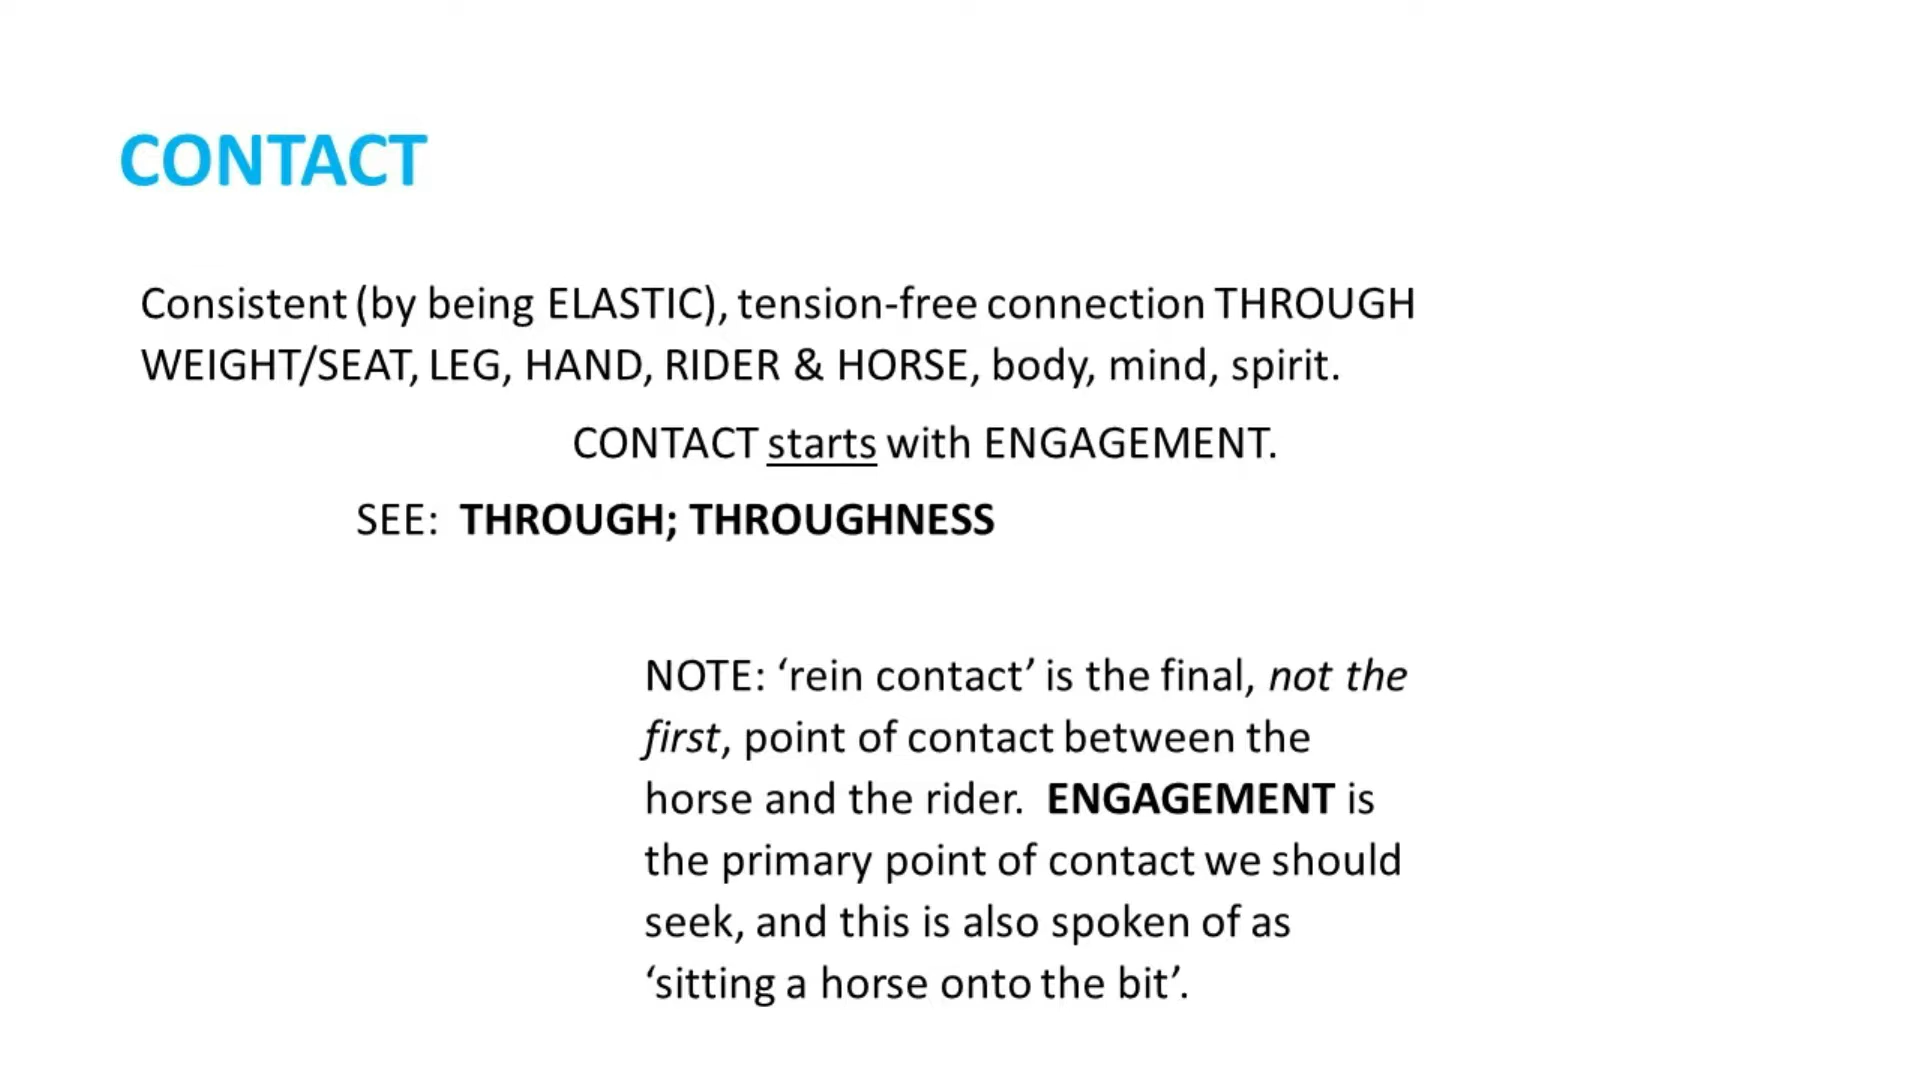 CONTACT
Consistent (by being ELASTIC), tension-free connection THROUGH
WEIGHT/SEAT, LEG, HAND, RIDER & HORSE, body, mind, spirit.
CONTACT starts with ENGAGEMENT.
SEE:  THROUGH; THROUGHNESS
NOTE: ‘rein contact’ is the final, not the
first, point of contact between the
horse and the rider.  ENGAGEMENT is
the primary point of contact we should
seek, and this is also spoken of as
‘sitting a horse onto the bit’.